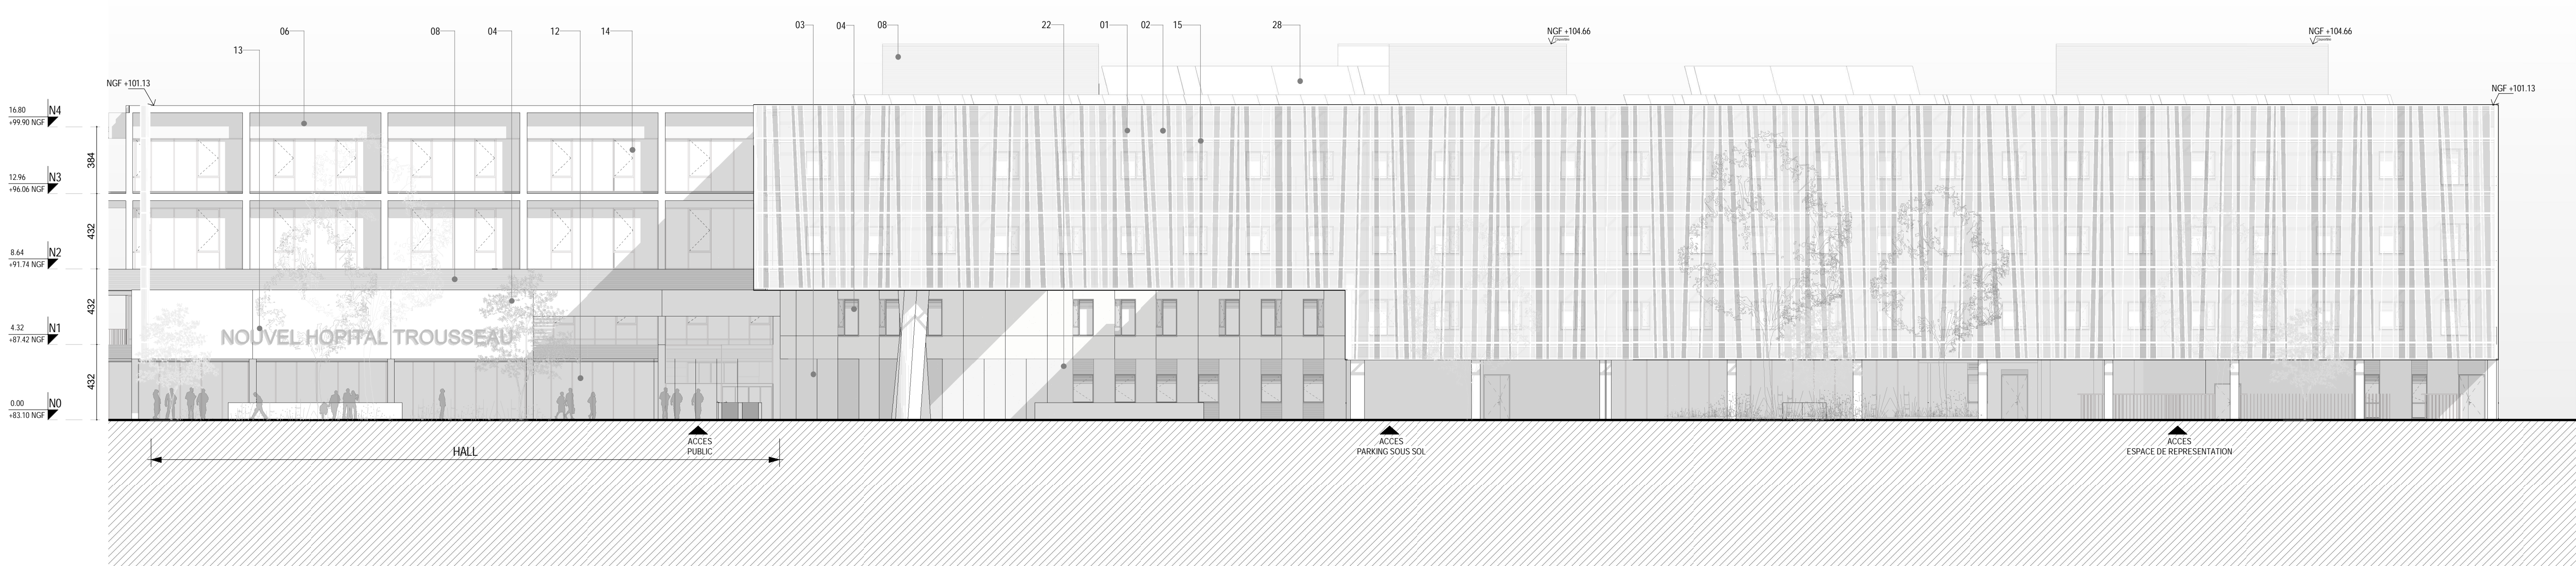 13
06
08
04
12
14
03
04
08
22
01
02
15
28
NGF +104.66
NGF +104.66
NGF +101.13
NGF +101.13
16.80 N4
+99.90 NGF
384
12.96 N3
+96.06 NGF
432
8.64 N2
+91.74 NGF
432
4.32 N1
+87.42 NGF
NOUVEL HOPITAL TROUSSEAU
432
0.00 N0
+83.10 NGF
HALL
ACCES
PUBLIC
ACCES
PARKING SOUS SOL
ACCES
ESPACE DE REPRESENTATION